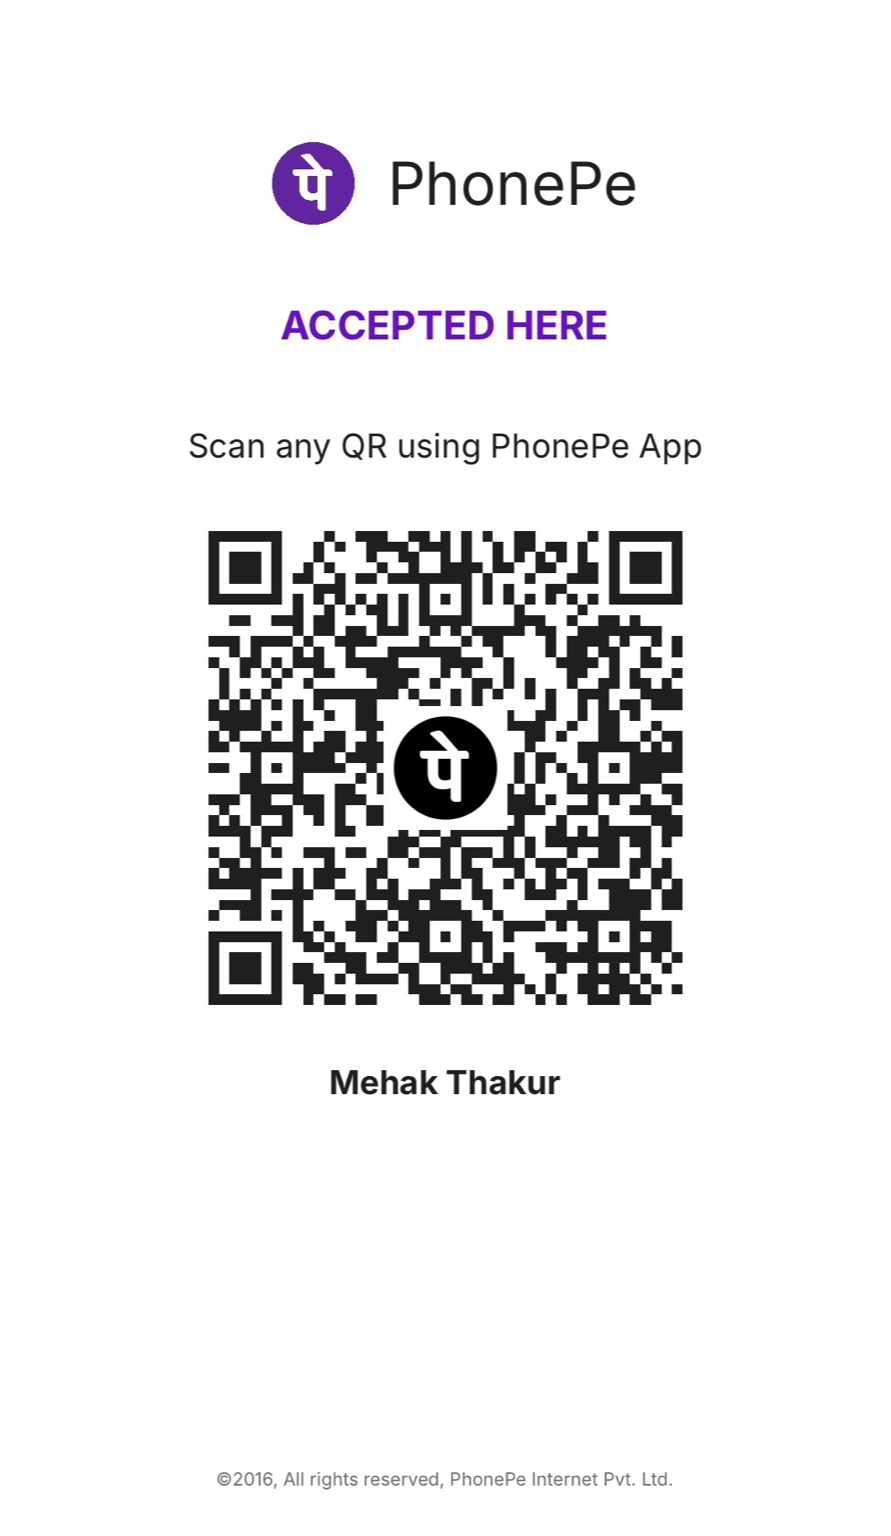 पे PhonePe
ACCEPTED HERE
Scan any QR using PhonePe App
पे
Mehak Thakur
©2016, All rights reserved, PhonePe Internet Pvt. Ltd.